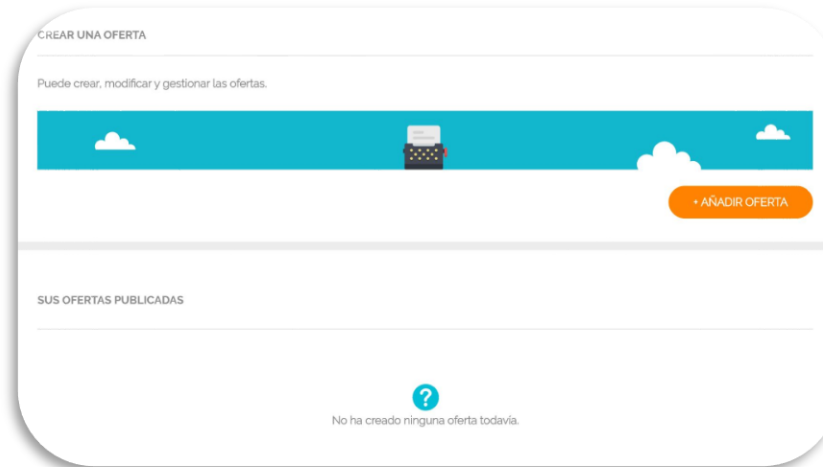 CREAR UNA OFERTA
Puede crear, modificar y gestionar las ofertas.
+ AÑADIR OFERTA
SUS OFERTAS PUBLICADAS
?
No ha creado ninguna oferta todavía.